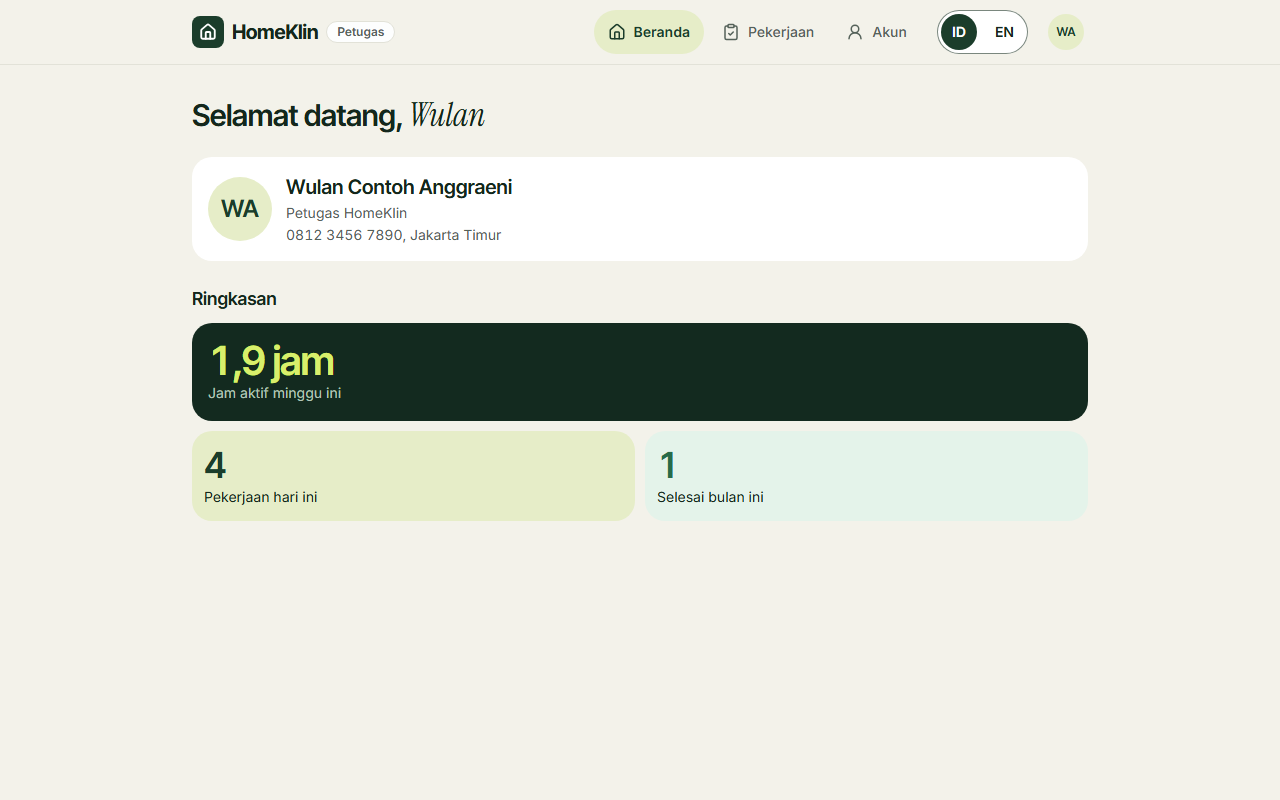 HomeKlin Petugas Beranda Pekerjaan Akun ID EN WA
Selamat datang, Wulan
WA
Wulan Contoh Anggraeni
Petugas HomeKlin
0812 3456 7890, Jakarta Timur
Ringkasan
1,9 jam
Jam aktif minggu ini
4
Pekerjaan hari ini
1
Selesai bulan ini